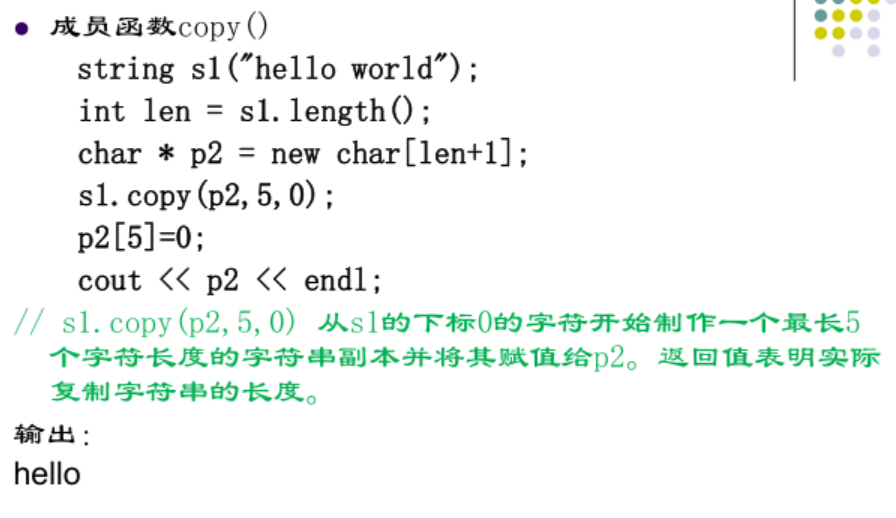 ● 成员函数copy()
string s1("hello world");
int len = s1.length();
char * p2 = new char[len+1];
s1.copy(p2,5,0);
p2[5]=0;
cout << p2 << endl;
// s1.copy(p2,5,0) 从s1的下标0的字符开始制作一个最长5
个字符长度的字符串副本并将其赋值给p2。返回值表明实际
复制字符串的长度。
输出:
hello